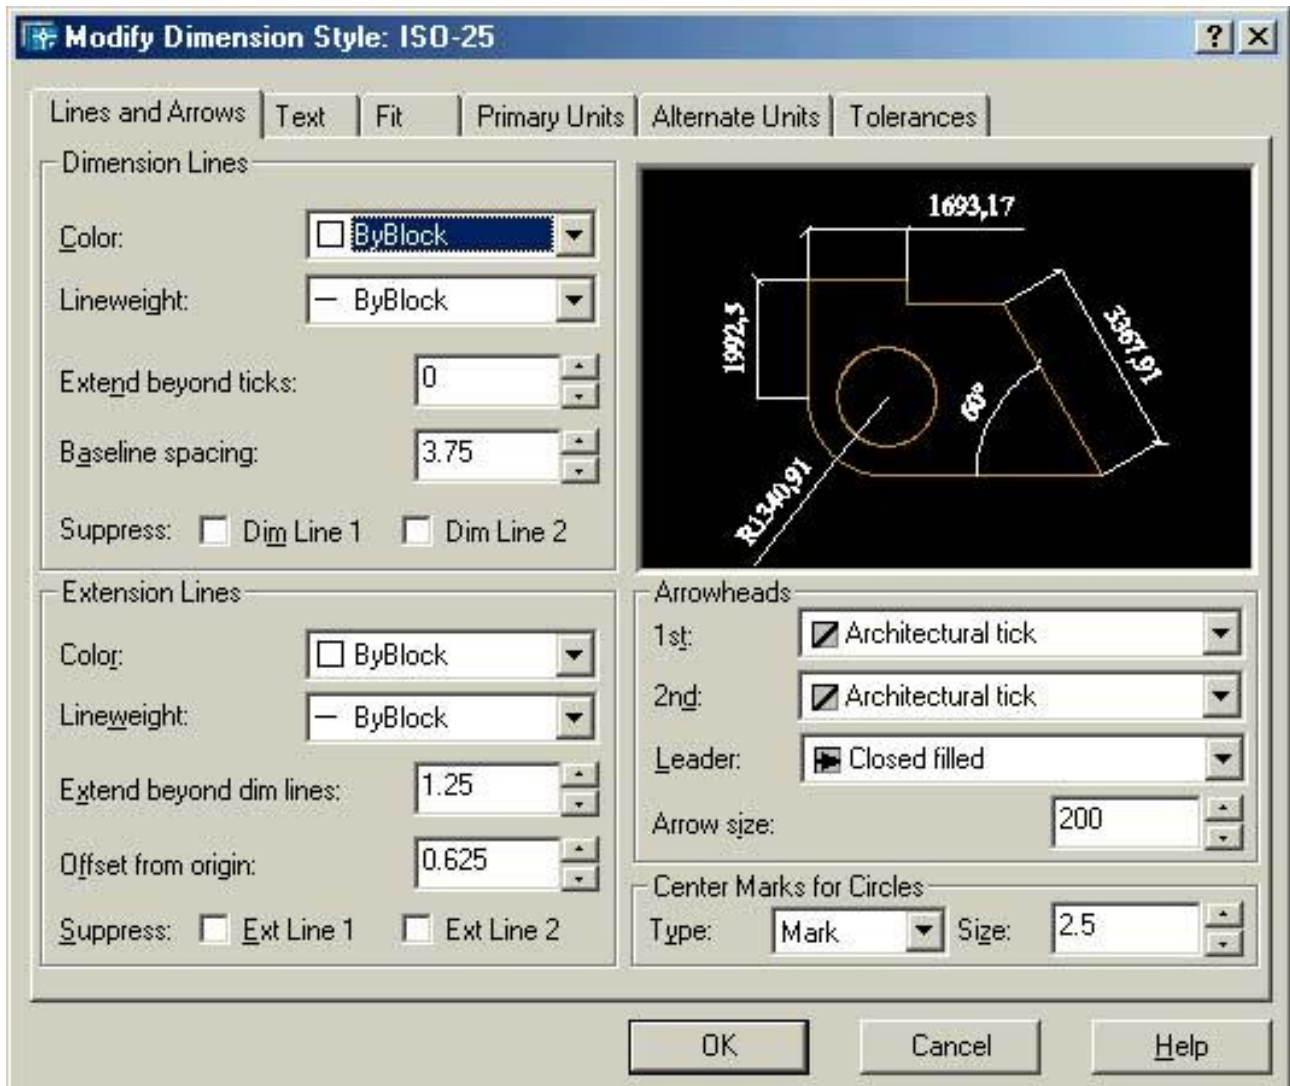 Modify Dimension Style: ISO-25
Lines and Arrows
Text
Fit
Primary Units
Alternate Units
Tolerances
Dimension Lines
Color:
ByBlock
Lineweight:
ByBlock
Extend beyond ticks:
0
Baseline spacing:
3.75
Suppress:
Dim Line 1
Dim Line 2
1693,17
1992,5
3367,91
60°
R1340,91
Extension Lines
Color:
ByBlock
Lineweight:
ByBlock
Extend beyond dim lines:
1.25
Offset from origin:
0.625
Suppress:
Ext Line 1
Ext Line 2
Arrowheads
1st:
Architectural tick
2nd:
Architectural tick
Leader:
Closed filled
Arrow size:
200
Center Marks for Circles
Type:
Mark
Size:
2.5
OK
Cancel
Help